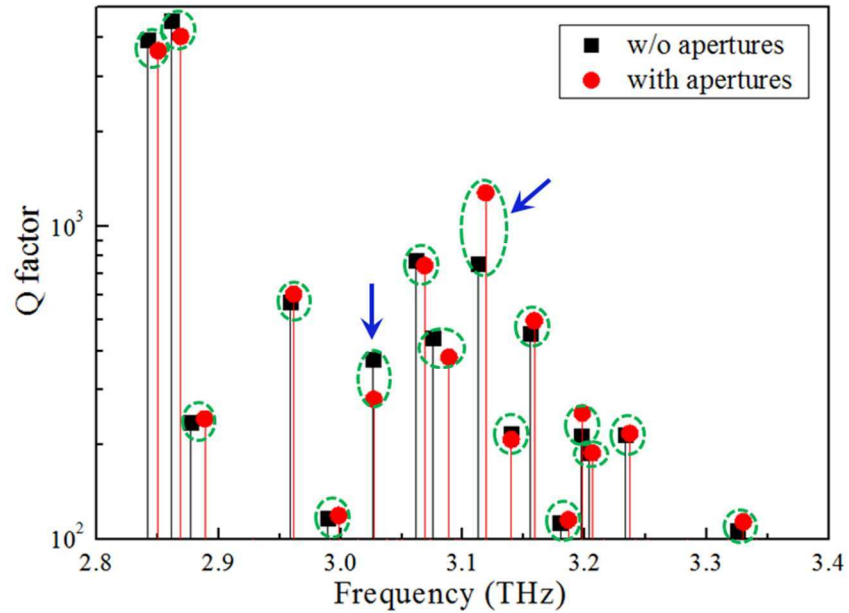 w/o apertures
with apertures
Q factor
10³
10²
2.8 2.9 3.0 3.1 3.2 3.3 3.4
Frequency (THz)